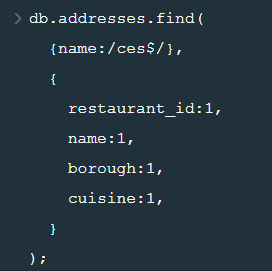 > db.addresses.find(
{name:/ces$/},
{
restaurant_id:1,
name:1,
borough:1,
cuisine:1,
}
);